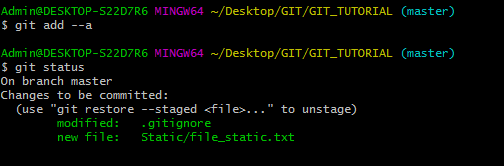 Admin@DESKTOP-S22D7R6 MINGW64 ~/Desktop/GIT/GIT_TUTORIAL (master)
$ git add --a
Admin@DESKTOP-S22D7R6 MINGW64 ~/Desktop/GIT/GIT_TUTORIAL (master)
$ git status
On branch master
Changes to be committed:
  (use "git restore --staged <file>..." to unstage)
        modified:   .gitignore
        new file:   Static/file_static.txt